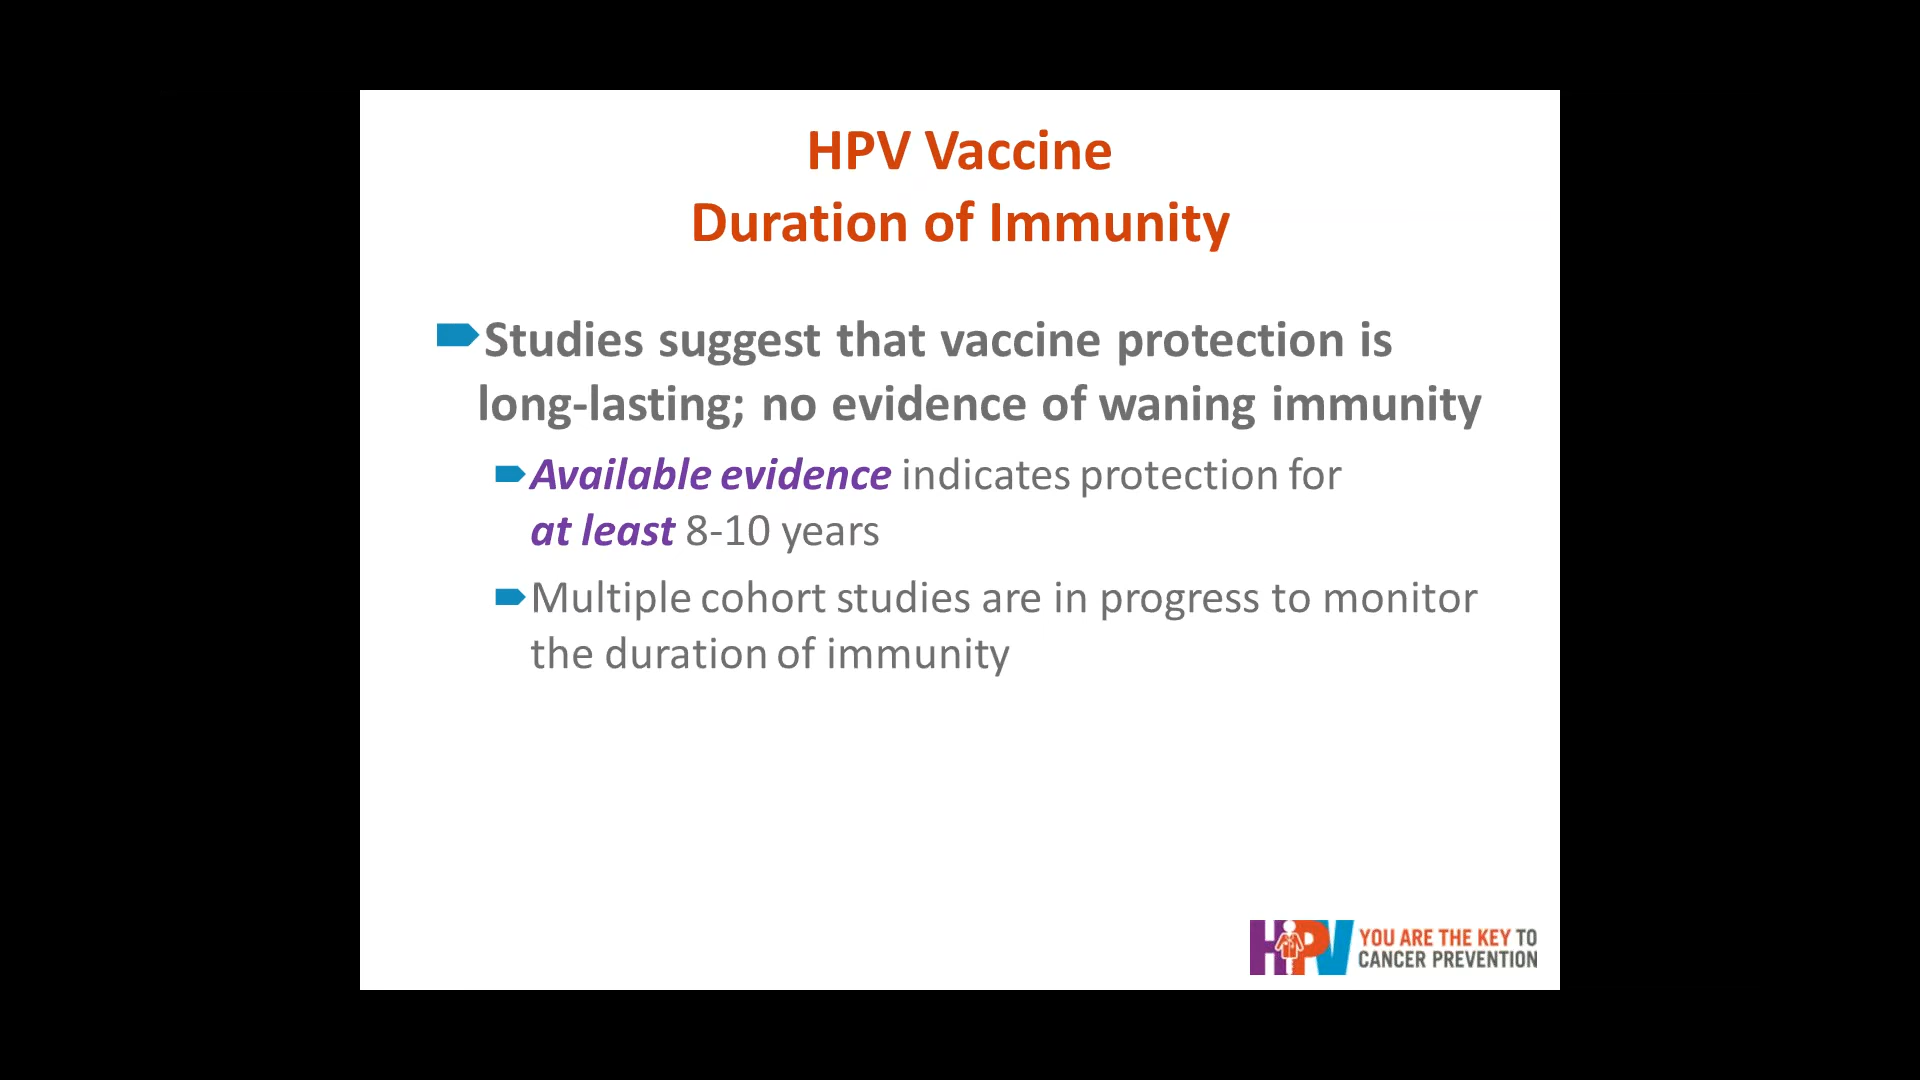 HPV Vaccine
Duration of Immunity
Studies suggest that vaccine protection is
long-lasting; no evidence of waning immunity
Available evidence indicates protection for
at least 8-10 years
Multiple cohort studies are in progress to monitor
the duration of immunity
HPV YOU ARE THE KEY TO
CANCER PREVENTION